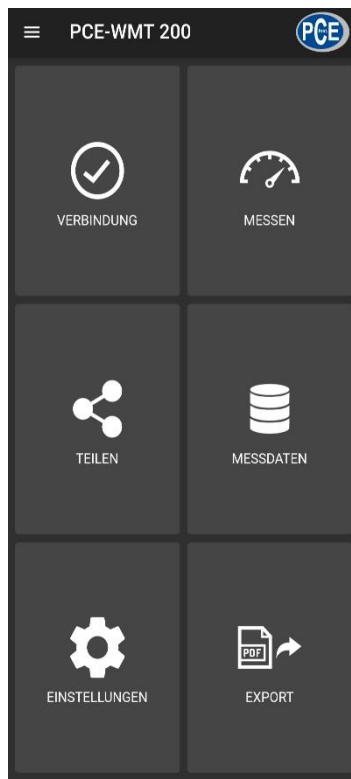 PCE-WMT 200
PCE
VERBINDUNG
MESSEN
TEILEN
MESSDATEN
EINSTELLUNGEN
PDF
EXPORT